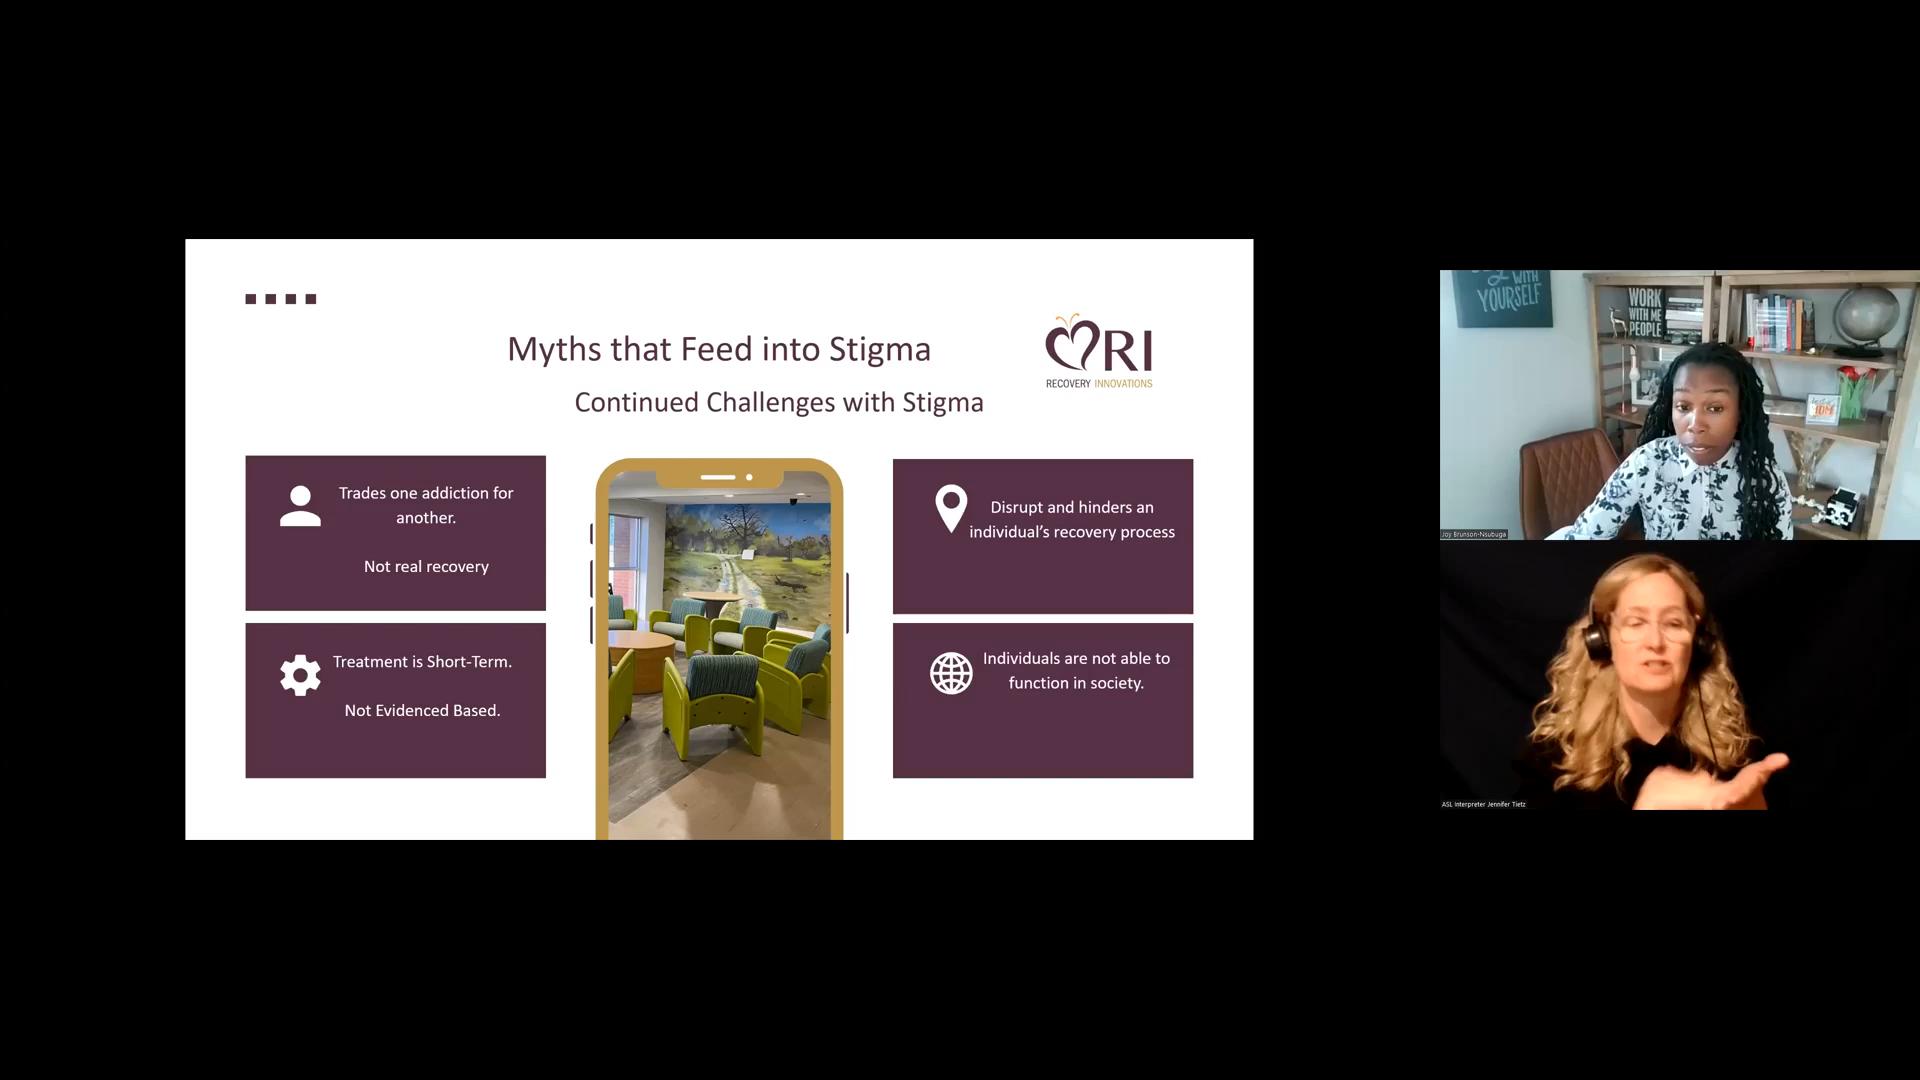 Myths that Feed into Stigma
Continued Challenges with Stigma
RI
RECOVERY INNOVATIONS
Trades one addiction for
another.
Not real recovery
Treatment is Short-Term.
Not Evidenced Based.
Disrupt and hinders an
individual's recovery process
Individuals are not able to
function in society.
WITH
YOURSELF
WORK
WITH ME
PEOPLE
Joy Brunson-Nsubuga
ASL Interpreter Jennifer Tietz